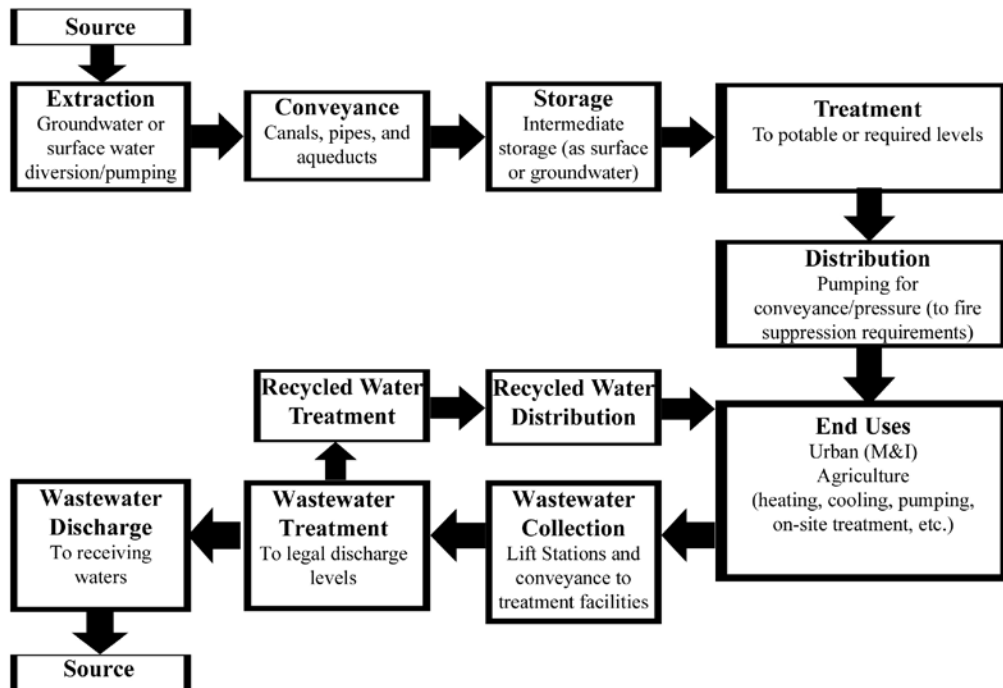 Source
Extraction
Groundwater or
surface water
diversion/pumping
Conveyance
Canals, pipes, and
aqueducts
Storage
Intermediate
storage (as surface
or groundwater)
Treatment
To potable or required levels
Distribution
Pumping for
conveyance/pressure (to fire
suppression requirements)
Recycled Water
Treatment
Recycled Water
Distribution
End Uses
Urban (M&I)
Agriculture
(heating, cooling, pumping,
on-site treatment, etc.)
Wastewater
Discharge
To receiving
waters
Wastewater
Treatment
To legal discharge
levels
Wastewater
Collection
Lift Stations and
conveyance to
treatment facilities
Source